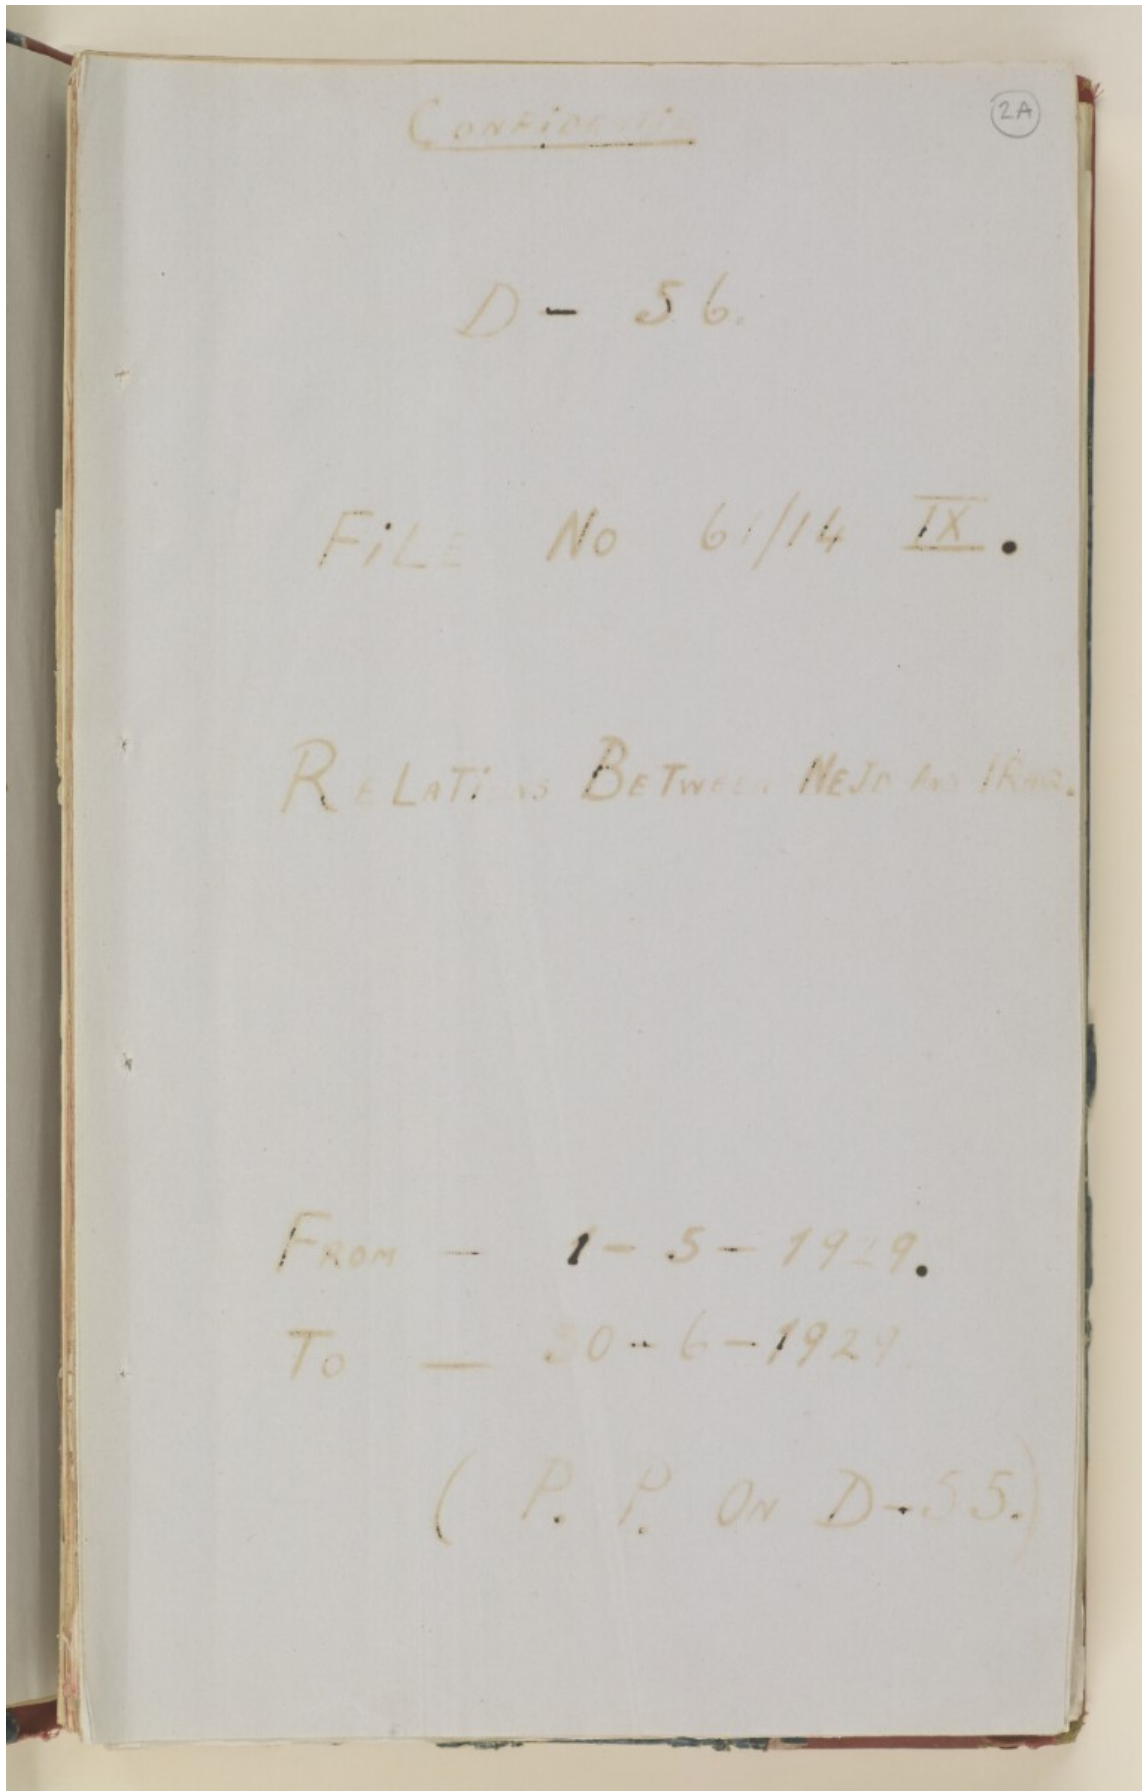 2A
CONFIDENTIAL
D - 56.
FILE No 61/14 IX.
RELATIONS BETWEEN NEJD AND IRAQ.
FROM - 1-5-1929.
TO - 30-6-1929
( P. P. ON D-55.)